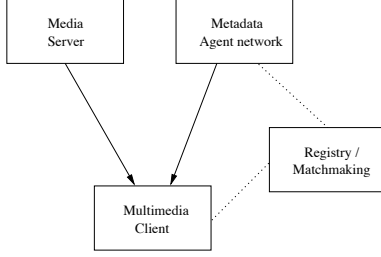 Media
Server
Metadata
Agent network
Registry /
Matchmaking
Multimedia
Client